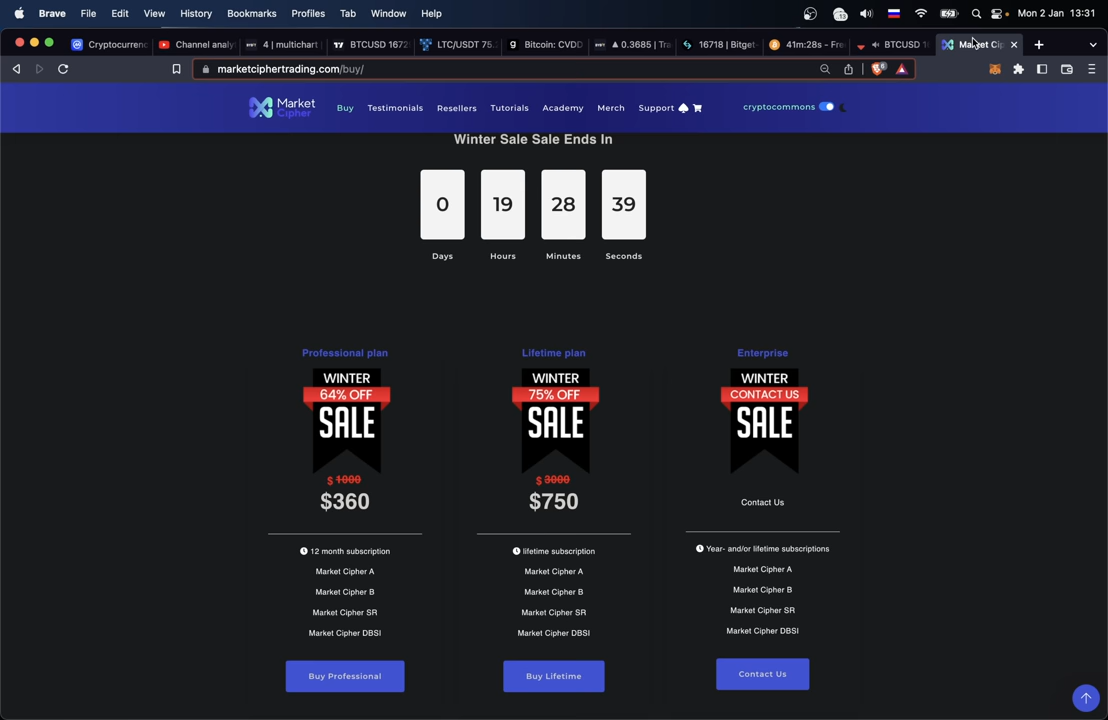 Brave File Edit View History Bookmarks Profiles Tab Window Help
13
Mon 2 Jan 13:31
Cryptocurrenc
Channel analy
4 | multichart
BTCUSD 1672
LTC/USDT 75.
Bitcoin: CVDD
▲ 0.3685 | Tra
16718 | Bitget
41m:28s - Fre
BTCUSD 1
Market Cip
marketciphertrading.com/buy/
6
Market
Cipher
Buy Testimonials Resellers Tutorials Academy Merch Support
cryptocommons
Winter Sale Sale Ends In
0 19 28 39
Days Hours Minutes Seconds
Professional plan
WINTER
64% OFF
SALE
$ 1000
$360
12 month subscription
Market Cipher A
Market Cipher B
Market Cipher SR
Market Cipher DBSI
Buy Professional
Lifetime plan
WINTER
75% OFF
SALE
$ 3000
$750
lifetime subscription
Market Cipher A
Market Cipher B
Market Cipher SR
Market Cipher DBSI
Buy Lifetime
Enterprise
WINTER
CONTACT US
SALE
Contact Us
Year- and/or lifetime subscriptions
Market Cipher A
Market Cipher B
Market Cipher SR
Market Cipher DBSI
Contact Us